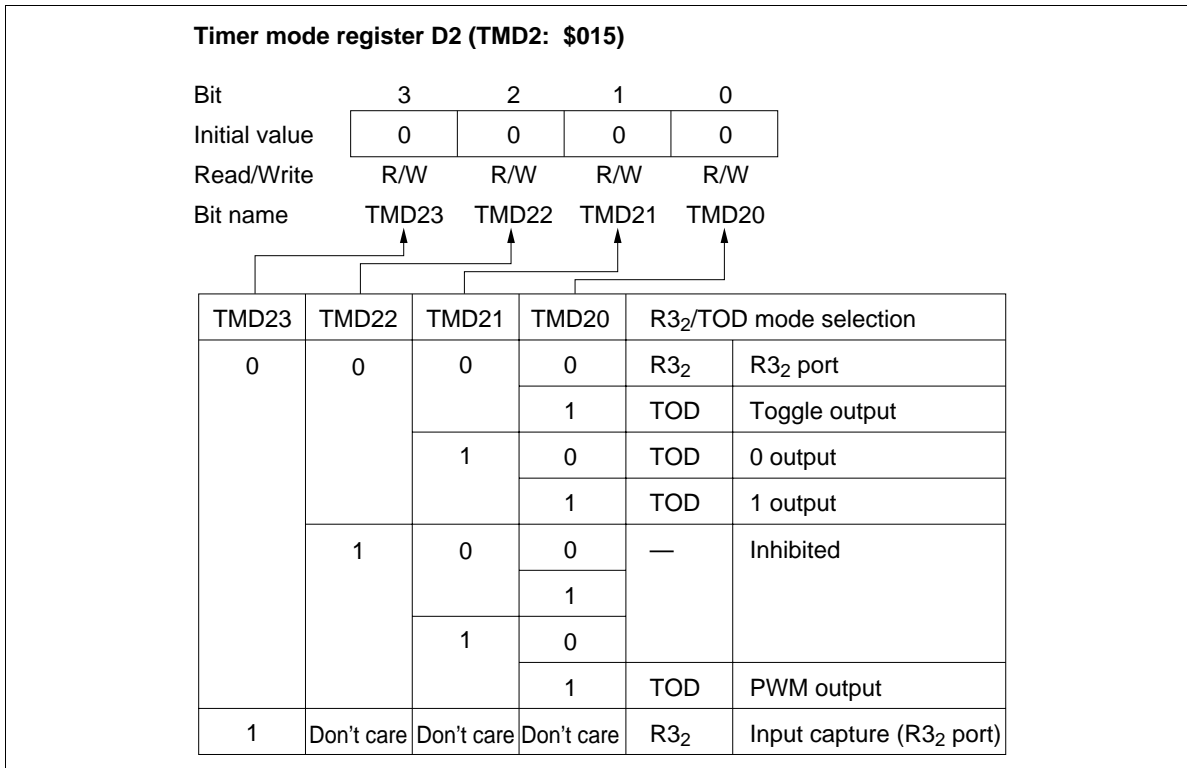 Timer mode register D2 (TMD2: $015)
Bit 3 2 1 0
Initial value 0 0 0 0
Read/Write R/W R/W R/W R/W
Bit name TMD23 TMD22 TMD21 TMD20
TMD23 TMD22 TMD21 TMD20 R3₂/TOD mode selection
0 0 0 0 R3₂ R3₂ port
1 TOD Toggle output
1 0 TOD 0 output
1 TOD 1 output
1 0 0 — Inhibited
1
1 0
1 TOD PWM output
1 Don't care Don't care Don't care R3₂ Input capture (R3₂ port)